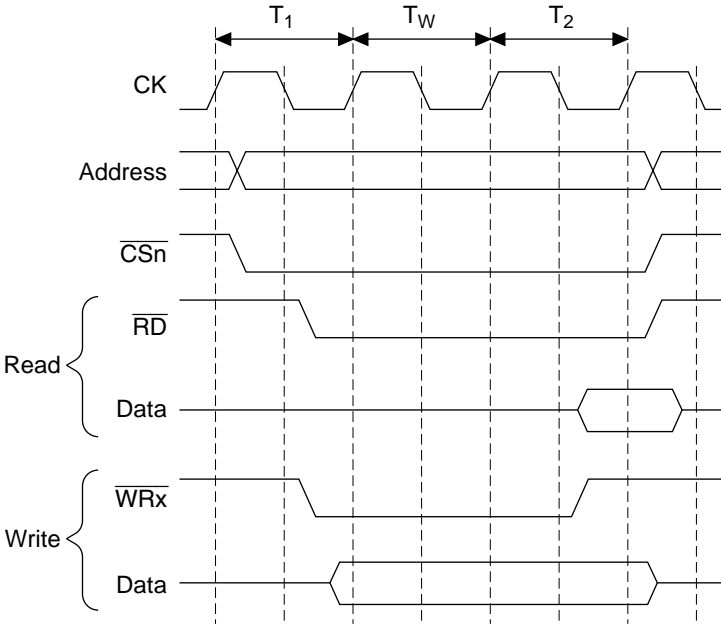 T1 TW T2
CK
Address
CSn
RD
Read
Data
WRx
Write
Data